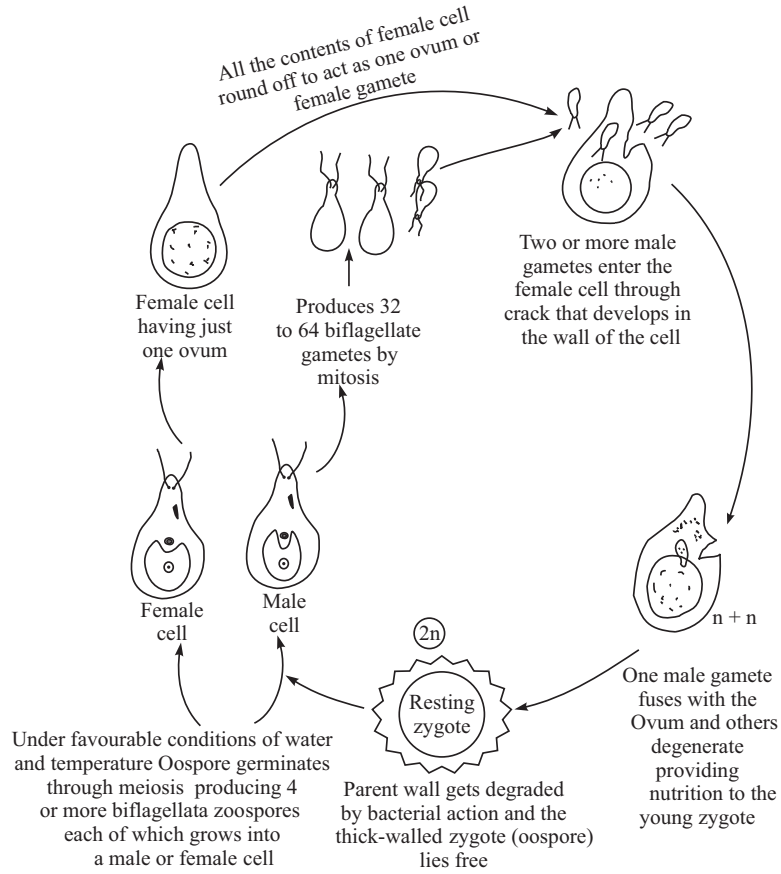 All the contents of female cell
round off to act as one ovum or
female gamete
Female cell
having just
one ovum
Produces 32
to 64 biflagellate
gametes by
mitosis
Two or more male
gametes enter the
female cell through
crack that develops in
the wall of the cell
Female
cell
Male
cell
n + n
One male gamete
fuses with the
Ovum and others
degenerate
providing
nutrition to the
young zygote
2n
Resting
zygote
Parent wall gets degraded
by bacterial action and the
thick-walled zygote (oospore)
lies free
Under favourable conditions of water
and temperature Oospore germinates
through meiosis producing 4
or more biflagellata zoospores
each of which grows into
a male or female cell